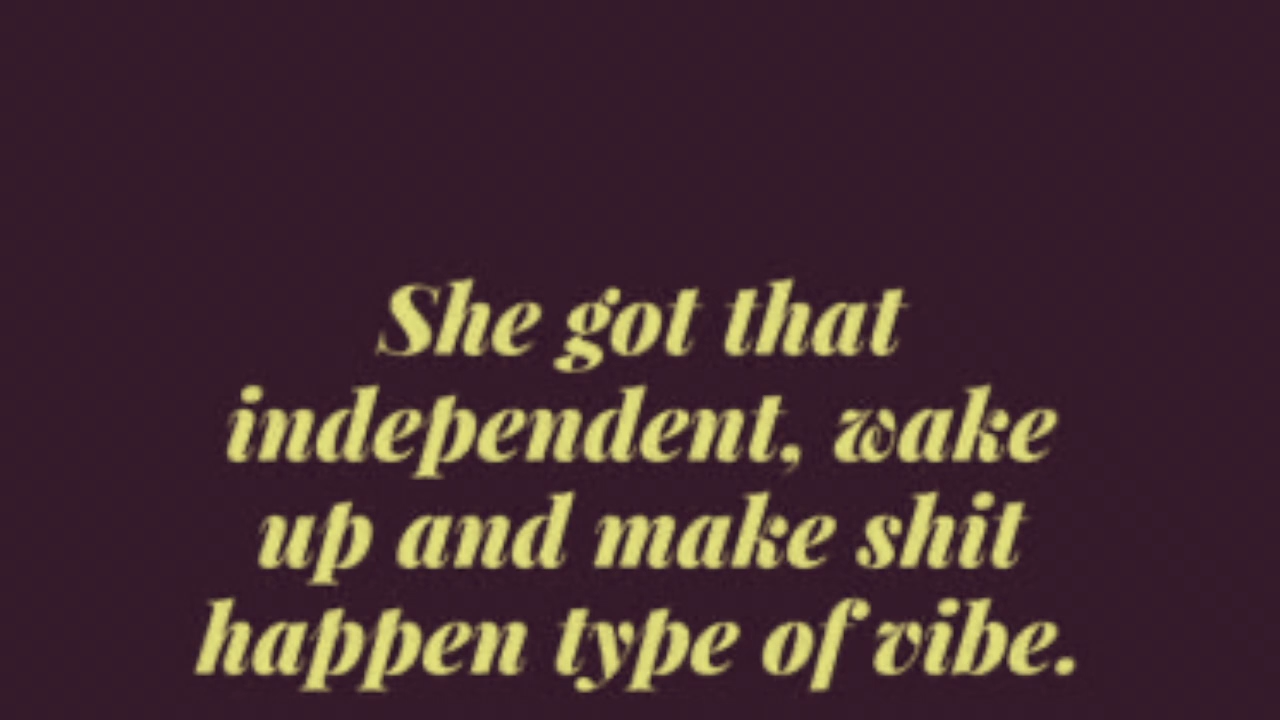 She got that
independent, wake
up and make shit
happen type of vibe.